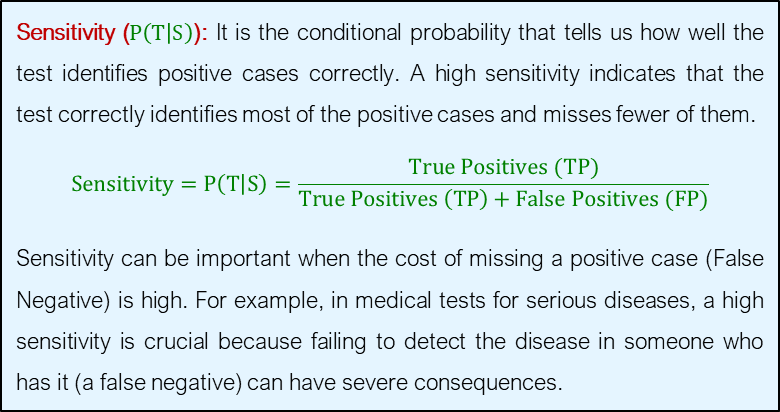 Sensitivity (P(T|S)): It is the conditional probability that tells us how well the
test identifies positive cases correctly. A high sensitivity indicates that the
test correctly identifies most of the positive cases and misses fewer of them.
Sensitivity = P(T|S) = True Positives (TP) / True Positives (TP) + False Positives (FP)
Sensitivity can be important when the cost of missing a positive case (False
Negative) is high. For example, in medical tests for serious diseases, a high
sensitivity is crucial because failing to detect the disease in someone who
has it (a false negative) can have severe consequences.